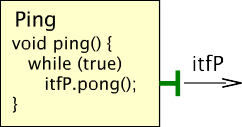 Ping
void ping() {
while (true)
itfP.pong();
}
itfP